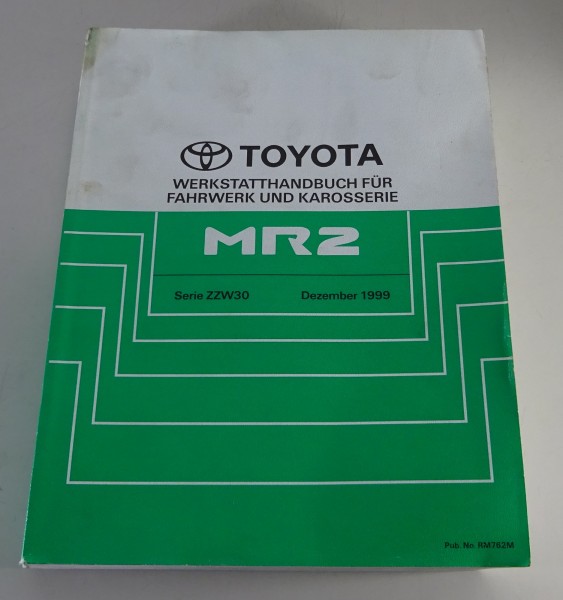 TOYOTA
WERKSTATTHANDBUCH FÜR
FAHRWERK UND KAROSSERIE
MR2
Serie ZZW30 Dezember 1999
Pub. No. RM762M